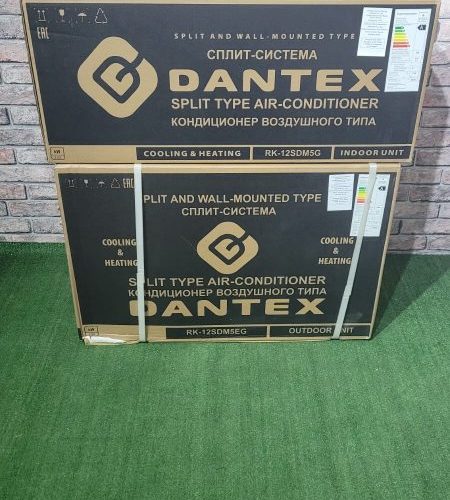 EAC
SPLIT AND WALL-MOUNTED TYPE
СПЛИТ-СИСТЕМА
DANTEX
SPLIT TYPE AIR-CONDITIONER
КОНДИЦИОНЕР ВОЗДУШНОГО ТИПА
COOLING & HEATING
RK-12SDM5G
INDOOR UNIT
EAC
SPLIT AND WALL-MOUNTED TYPE
СПЛИТ-СИСТЕМА
COOLING
&
HEATING
COOLING
&
HEATING
SPLIT TYPE AIR-CONDITIONER
КОНДИЦИОНЕР ВОЗДУШНОГО ТИПА
DANTEX
RK-12SDM5EG
OUTDOOR UNIT